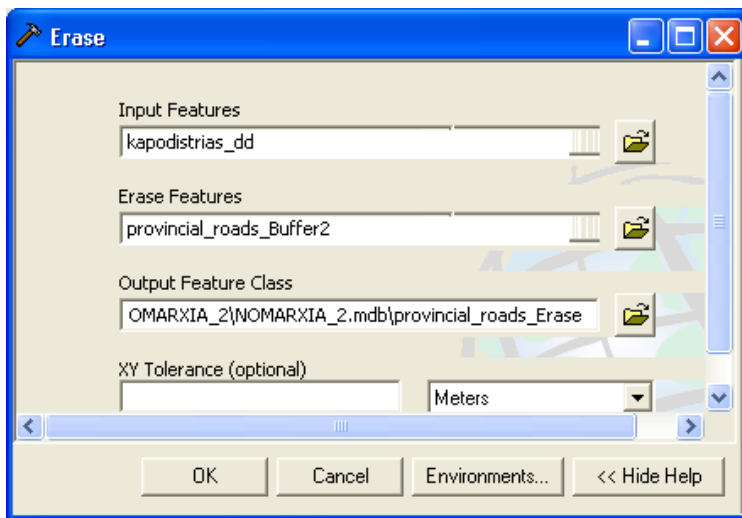 Erase
Input Features
kapodistrias_dd
Erase Features
provincial_roads_Buffer2
Output Feature Class
OMARXIA_2\NOMARXIA_2.mdb\provincial_roads_Erase
XY Tolerance (optional)
Meters
OK Cancel Environments... << Hide Help